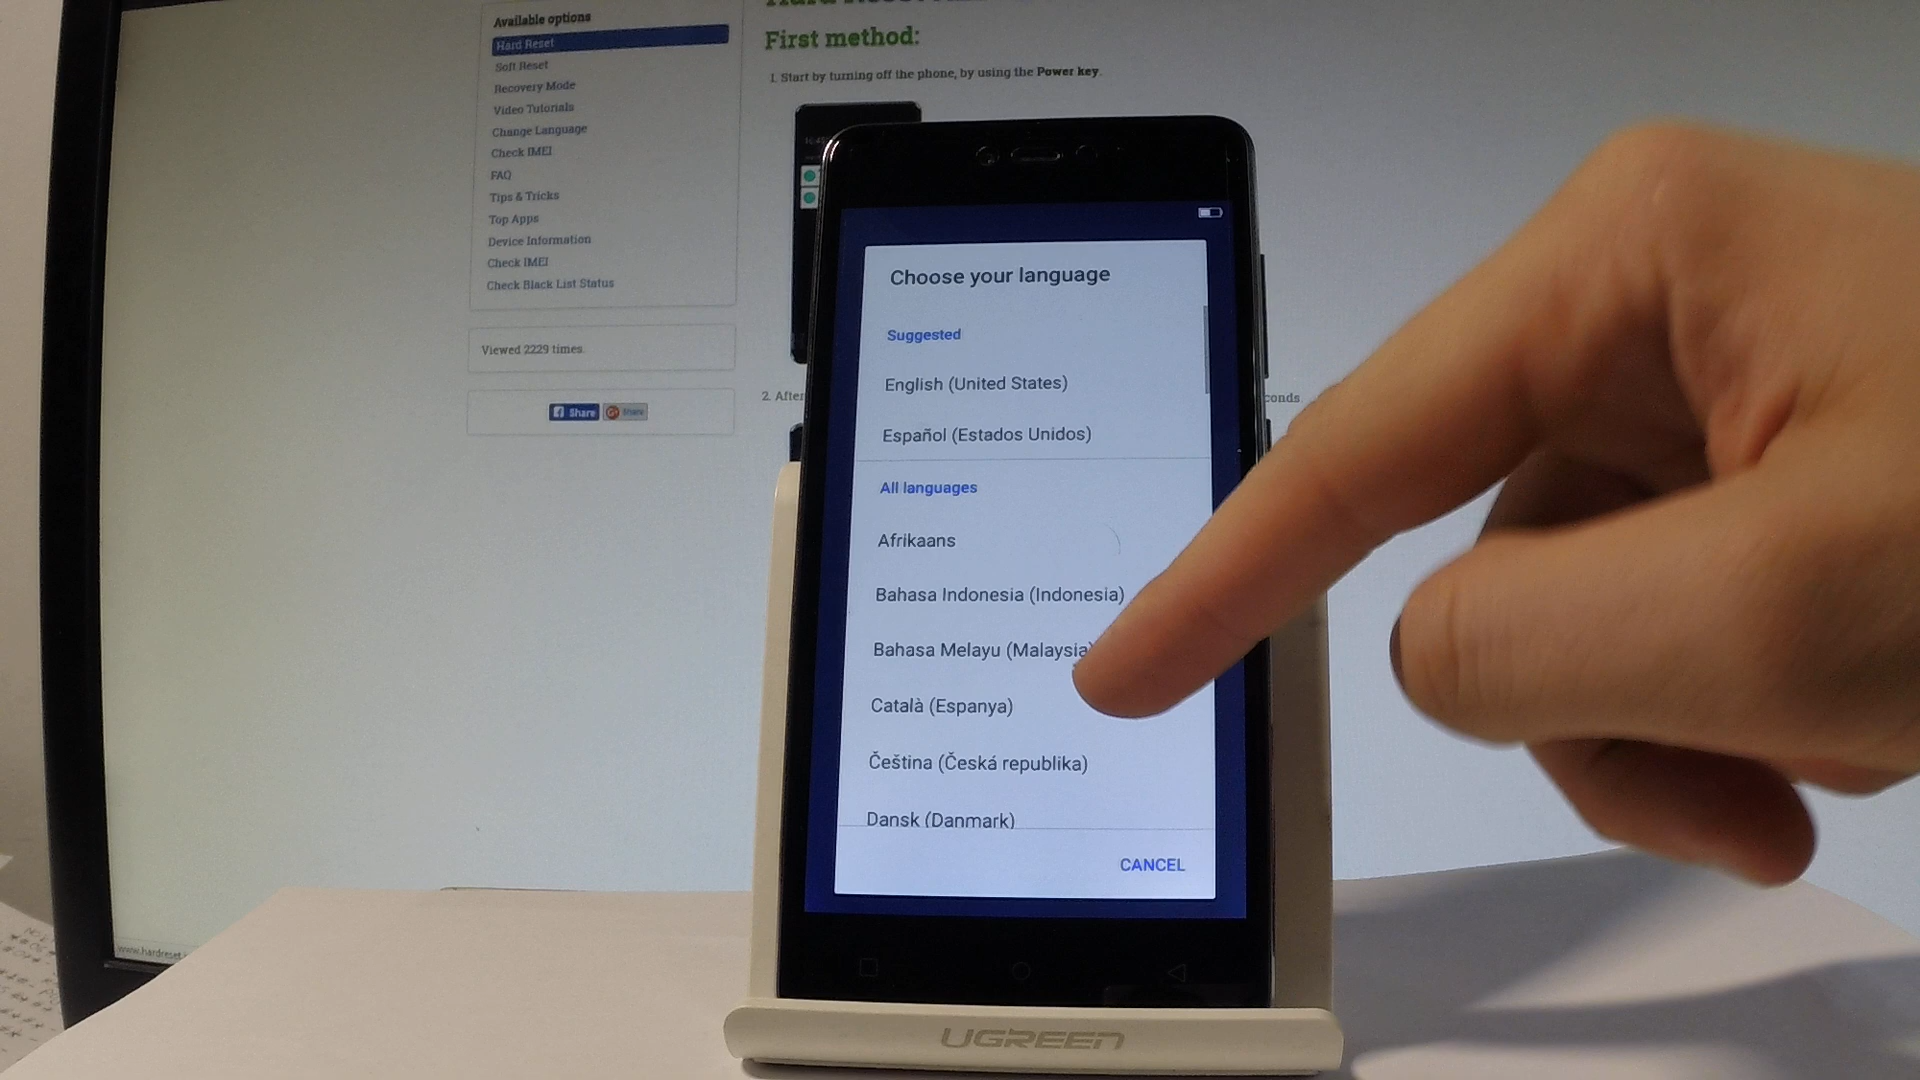 Available options
Hard Reset
Soft Reset
Recovery Mode
Video Tutorials
Change Language
Check IMEI
FAQ
Tips & Tricks
Top Apps
Device Information
Check IMEI
Check Black List Status
Viewed 2229 times.
Share
Share
First method:
1. Start by turning off the phone, by using the Power key.
2. After
conds
Choose your language
Suggested
English (United States)
Español (Estados Unidos)
All languages
Afrikaans
Bahasa Indonesia (Indonesia)
Bahasa Melayu (Malaysia)
Català (Espanya)
Čeština (Česká republika)
Dansk (Danmark)
CANCEL
www.hardreset
UGREEN